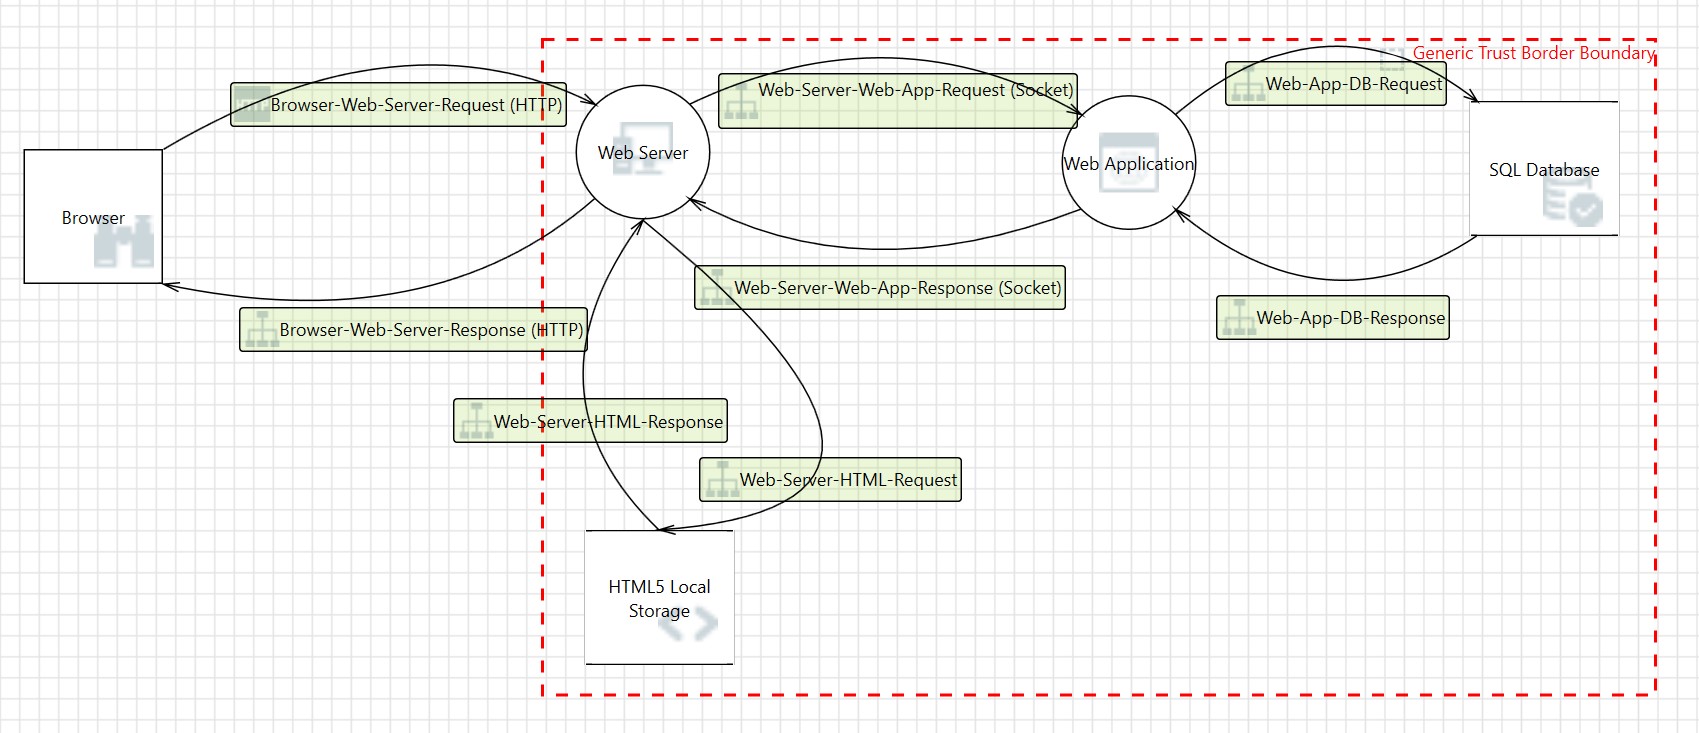 Generic Trust Border Boundary
Browser-Web-Server-Request (HTTP)
Web-Server-Web-App-Request (Socket)
Web-App-DB-Request
Browser
Web Server
Web Application
SQL Database
Browser-Web-Server-Response (HTTP)
Web-Server-Web-App-Response (Socket)
Web-App-DB-Response
Web-Server-HTML-Response
Web-Server-HTML-Request
HTML5 Local
Storage